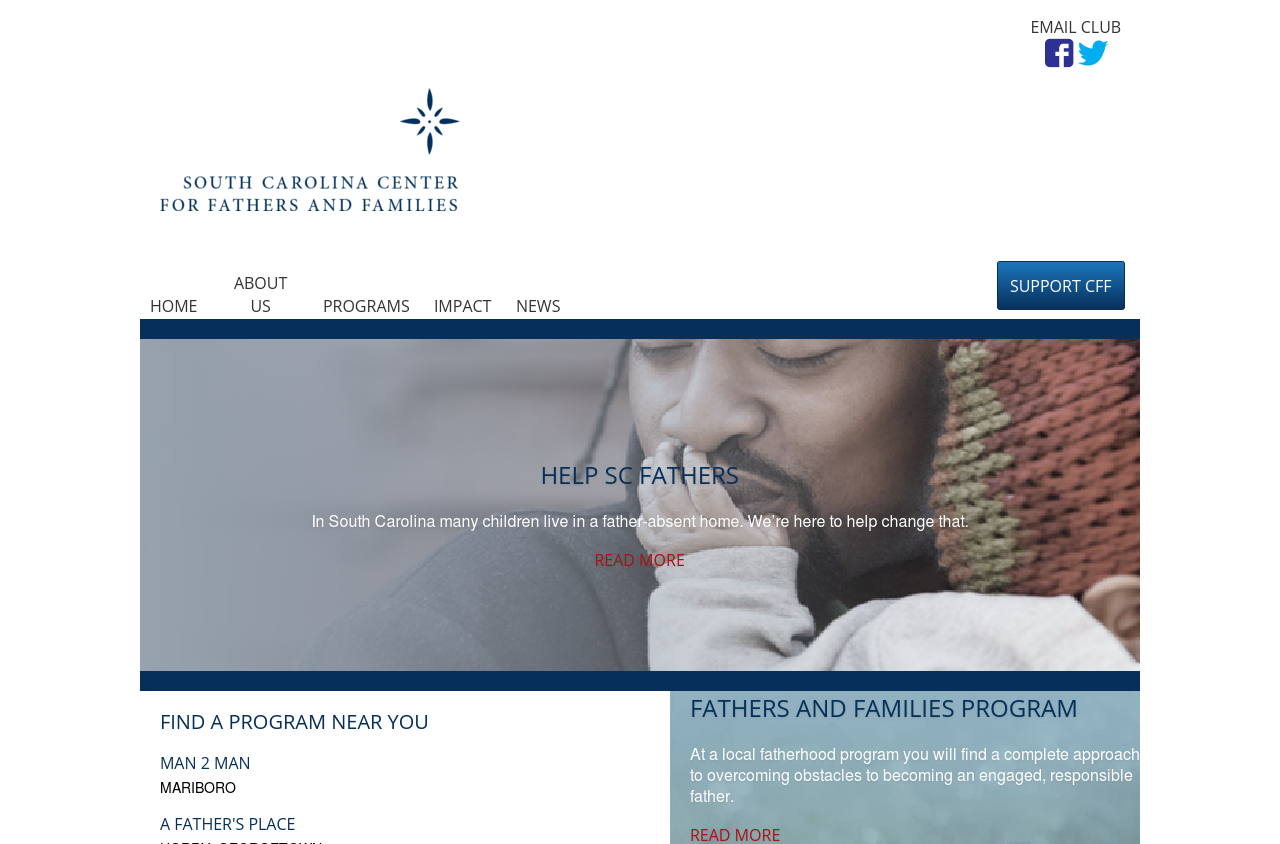 EMAIL CLUB
SOUTH CAROLINA CENTER
FOR FATHERS AND FAMILIES
HOME
ABOUT
US
PROGRAMS
IMPACT
NEWS
SUPPORT CFF
HELP SC FATHERS
In South Carolina many children live in a father-absent home. We're here to help change that.
READ MORE
FIND A PROGRAM NEAR YOU
MAN 2 MAN
MARIBORO
A FATHER'S PLACE
HORRY, GEORGETOWN
FATHERS AND FAMILIES PROGRAM
At a local fatherhood program you will find a complete approach
to overcoming obstacles to becoming an engaged, responsible
father.
READ MORE